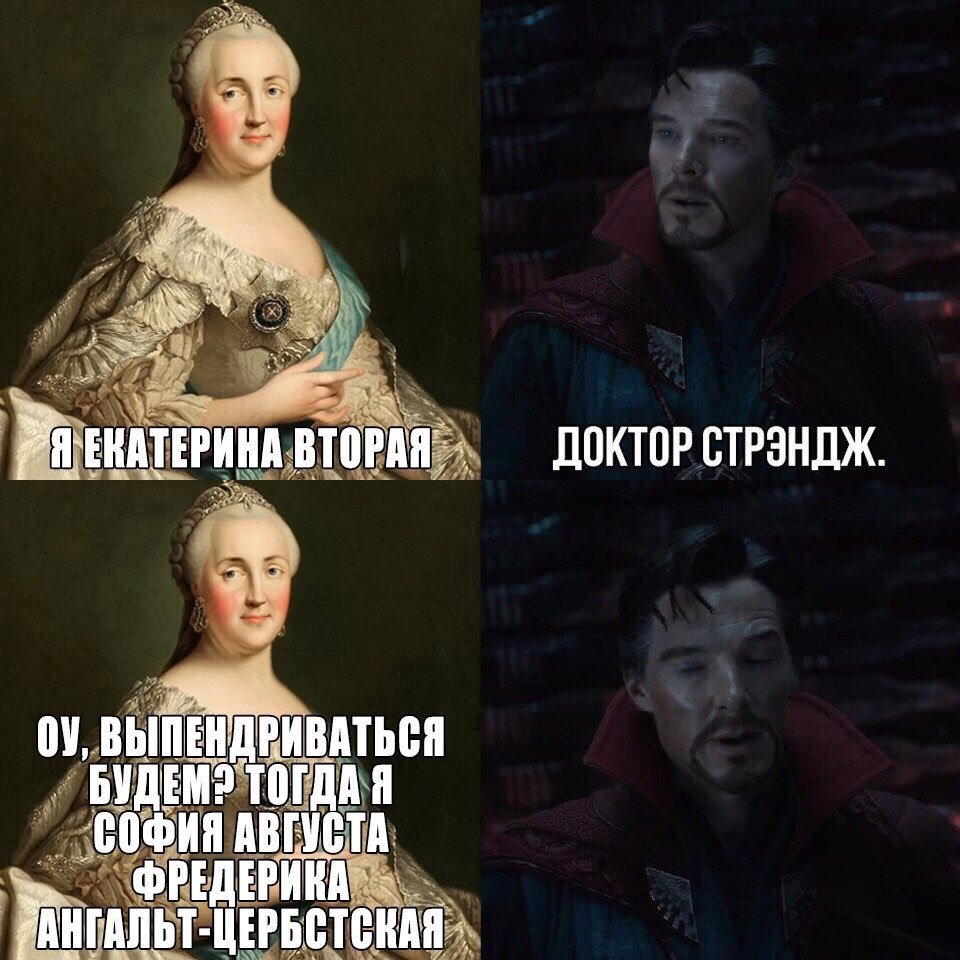 Я ЕКАТЕРИНА ВТОРАЯ
ДОКТОР СТРЭНДЖ.
ОУ, ВЫПЕНДРИВАТЬСЯ
БУДЕМ? ТОГДА Я
СОФИЯ АВГУСТА
ФРЕДЕРИКА
АНГАЛЬТ-ЦЕРБСТСКАЯ